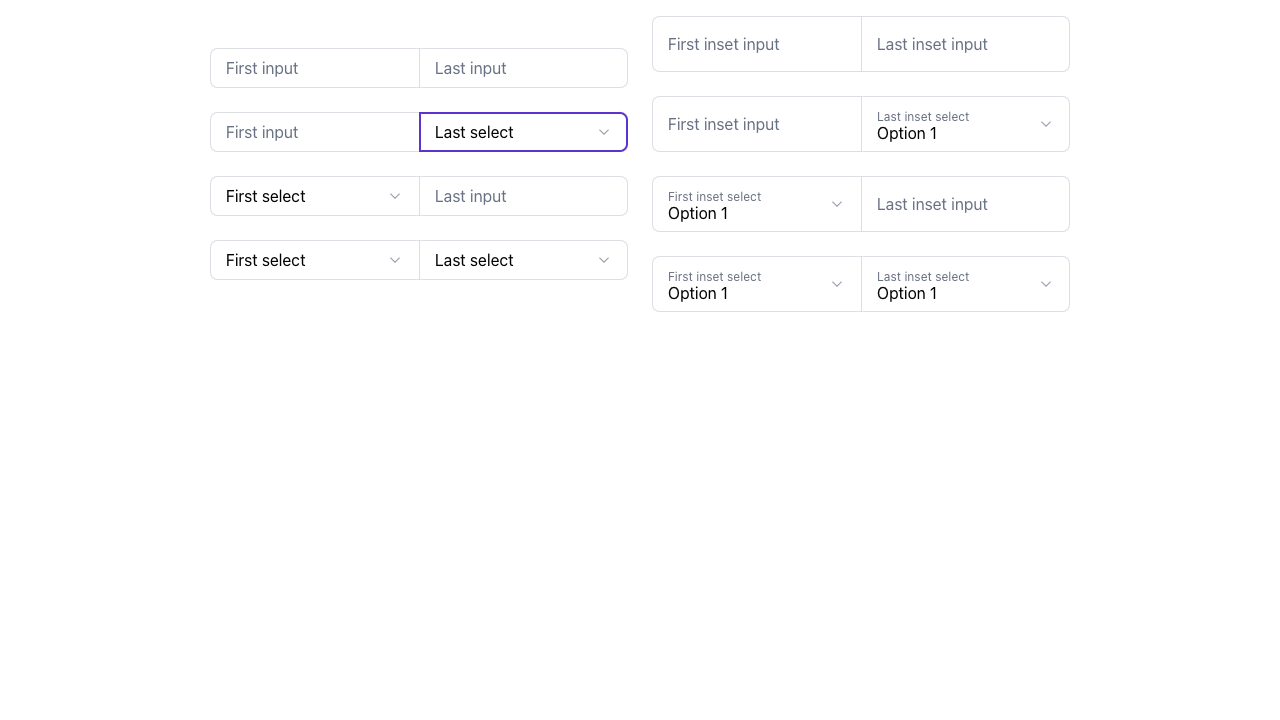 First input
Last input
First input
Last select
First select
Last input
First select
Last select
First inset input
Last inset input
First inset input
Last inset select
Option 1
First inset select
Option 1
Last inset input
First inset select
Option 1
Last inset select
Option 1